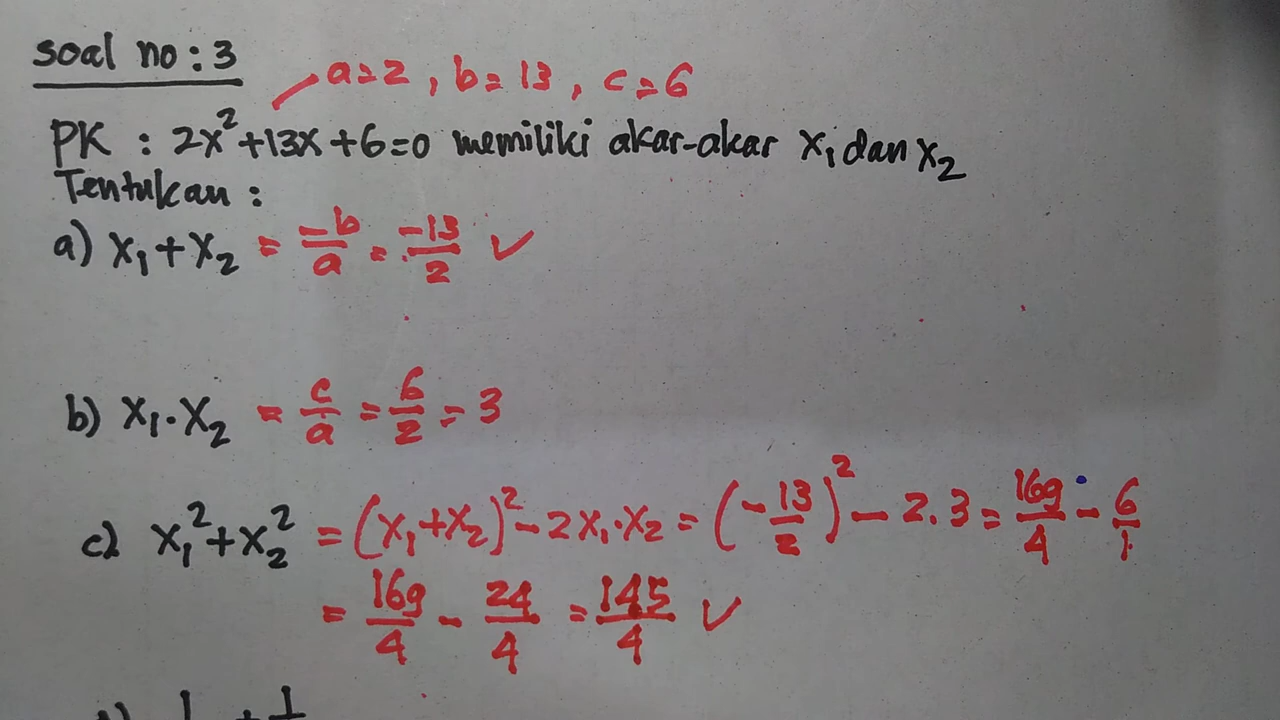 soal no : 3
a=2, b=13, c=6
PK : 2x²+13x+6=0 memiliki akar-akar x₁ dan x₂
Tentukan :
a) x₁+x₂ = -b/a = -13/2 ✓
b) x₁.x₂ = c/a = 6/2 = 3
c) x₁²+x₂² = (x₁+x₂)²-2x₁.x₂ = (-13/2)² - 2.3 = 169/4 - 6/1
= 169/4 - 24/4 = 145/4 ✓